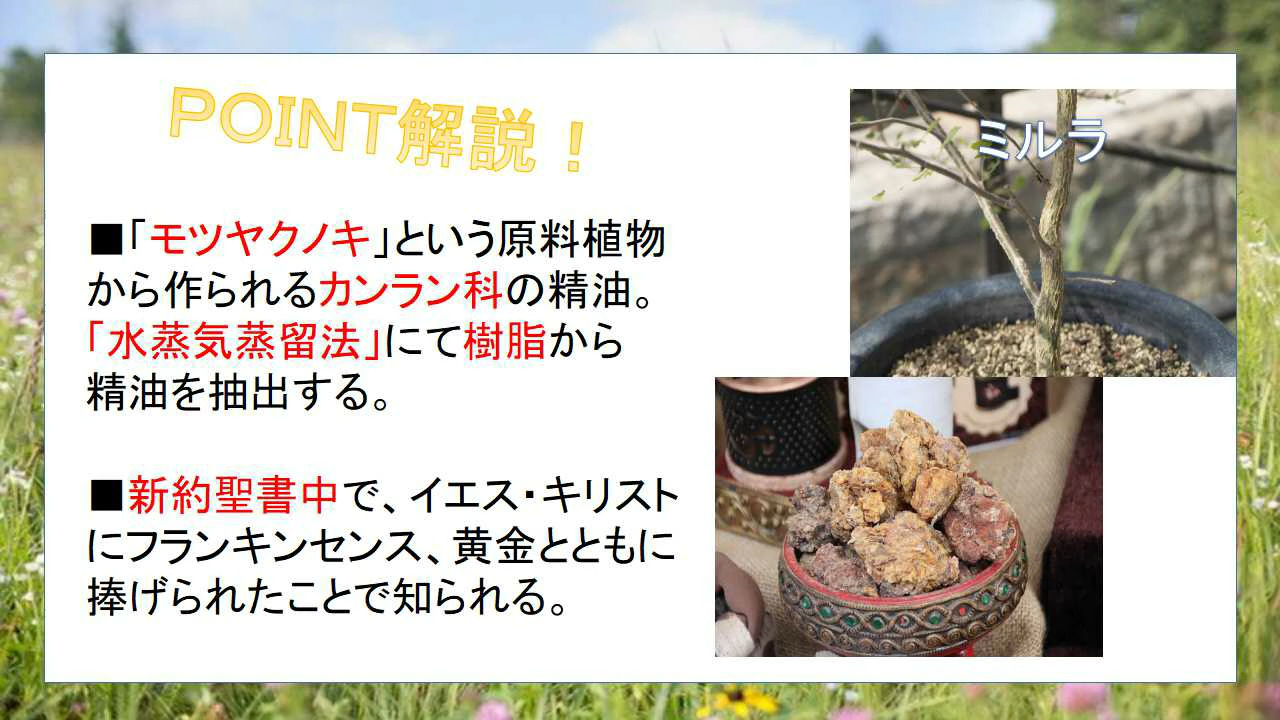 POINT解説！
ミルラ
■「モツヤクノキ」という原料植物
から作られるカンラン科の精油。
「水蒸気蒸留法」にて樹脂から
精油を抽出する。
■新約聖書中で、イエス・キリスト
にフランキンセンス、黄金とともに
捧げられたことで知られる。